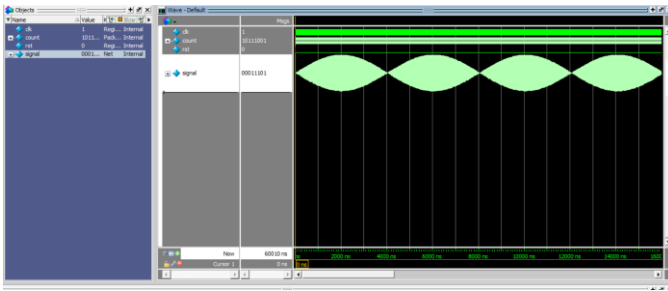 Objects
Wave - Default
Name
Value
Msgs
clk 1 Regi... Internal
count 1011... Pack... Internal
rst 0 Regi... Internal
signal 0001... Net Internal
clk 1
count 10111001
rst 0
signal 00011101
Now 60010 ns
Cursor 1 0 ns
0 ns
2000 ns 4000 ns 6000 ns 8000 ns 10000 ns 12000 ns 14000 ns